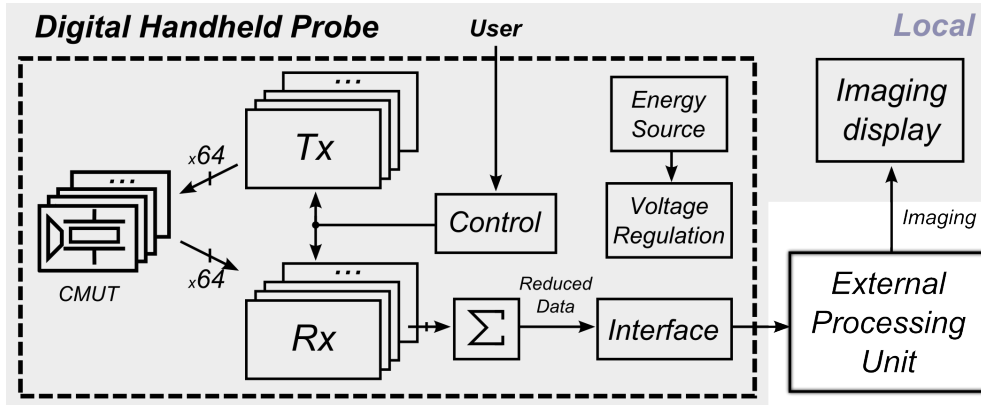 Digital Handheld Probe
User
Local
...
Tx
x64
Energy
Source
Imaging
display
...
CMUT
Control
Voltage
Regulation
Imaging
x64
...
Rx
Σ
Reduced
Data
Interface
External
Processing
Unit